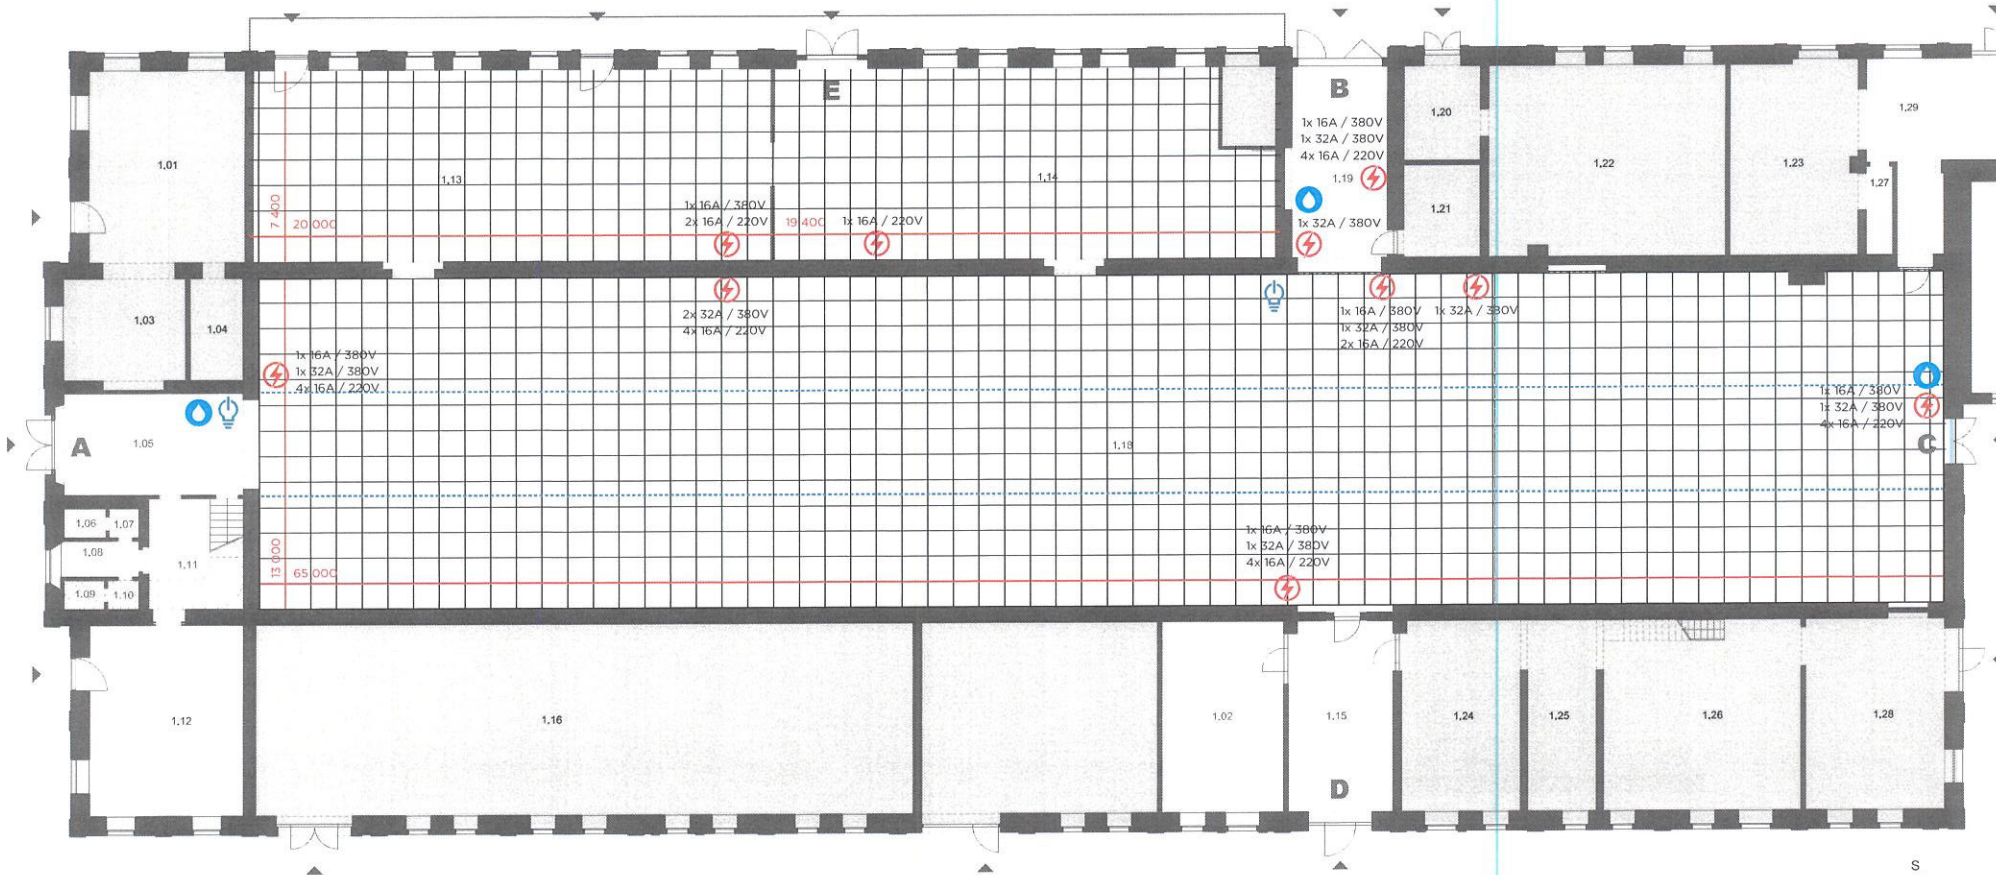 E
B
1x 16A / 380V
1x 32A / 380V
4x 16A / 220V
1.19
1x 32A / 380V
1.20
1.21
1.22
1.23
1.29
1.27
1.01
1.13
1.14
7 400
20 000
1x 16A / 380V
2x 16A / 220V
19 400
1x 16A / 220V
1.03
1.04
2x 32A / 380V
4x 16A / 220V
1x 16A / 380V
1x 32A / 380V
2x 16A / 220V
1x 32A / 380V
1x 16A / 380V
1x 32A / 380V
4x 16A / 220V
1x 16A / 380V
1x 32A / 380V
4x 16A / 220V
A
1.05
1.18
C
1.06
1.07
1.08
1.09
1.10
1.11
13 000
65 000
1x 16A / 380V
1x 32A / 380V
4x 16A / 220V
1.12
1.16
1.02
1.15
1.24
1.25
1.26
1.28
D
S